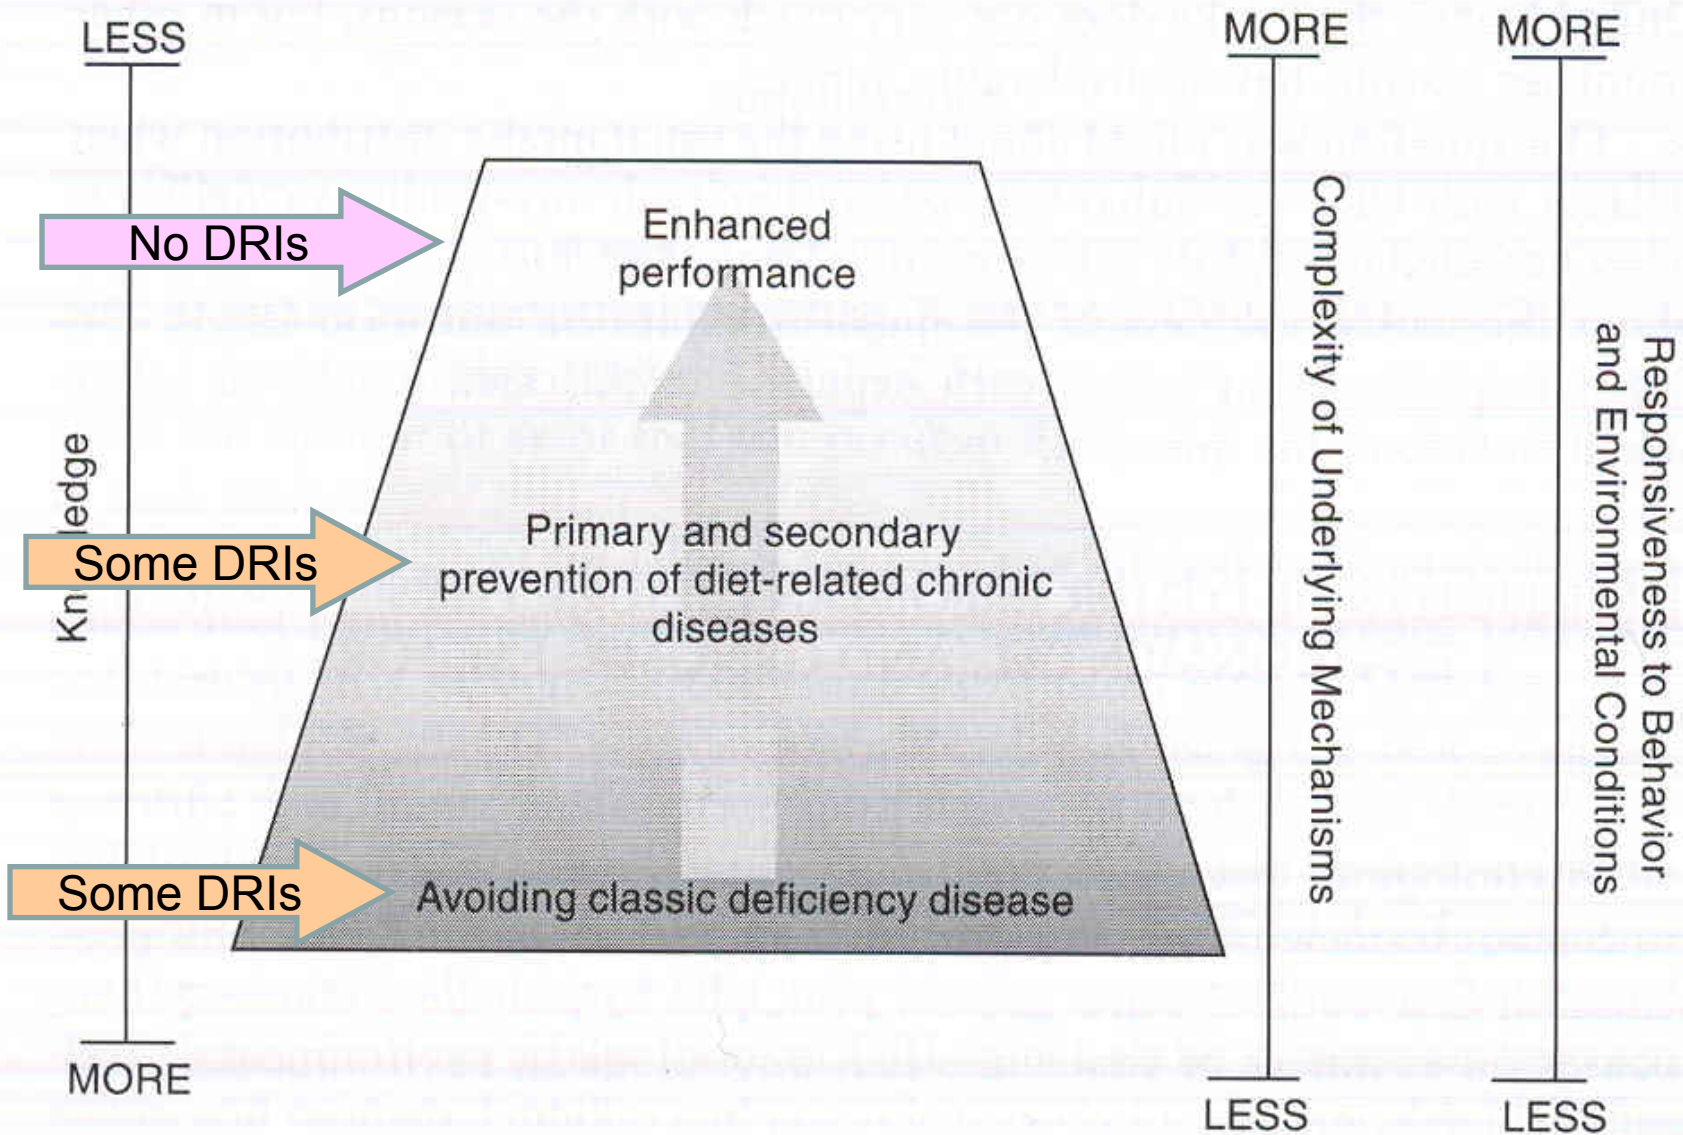 LESS
MORE
MORE
No DRIs
Enhanced
performance
Complexity of Underlying Mechanisms
Responsiveness to Behavior
and Environmental Conditions
Some DRIs
Primary and secondary
prevention of diet-related chronic
diseases
Some DRIs
Avoiding classic deficiency disease
MORE
LESS
LESS